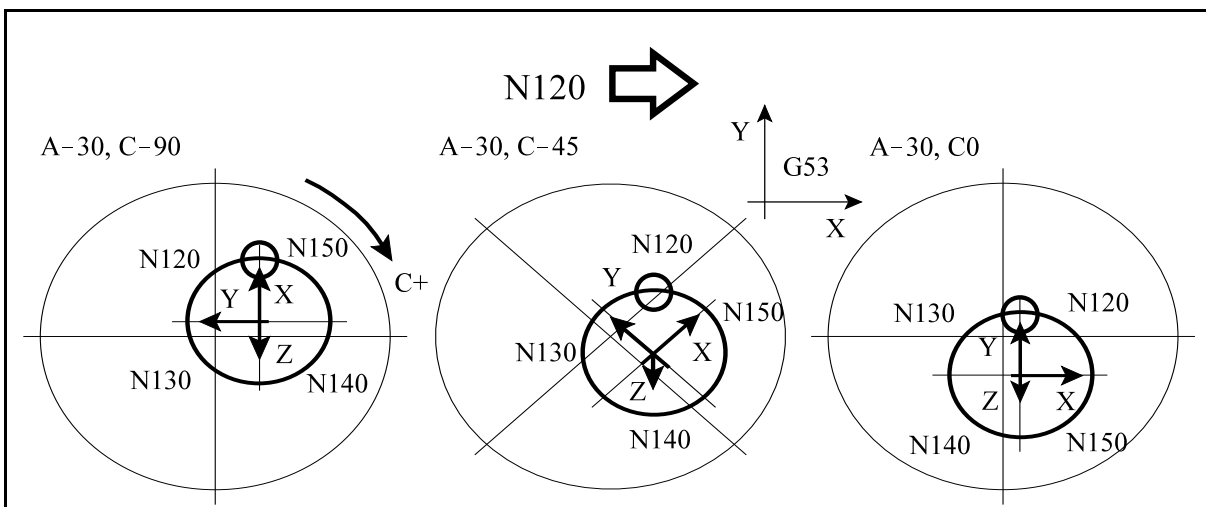 N120
A-30, C-90
A-30, C-45
Y
G53
X
A-30, C0
C+
N120
N150
Y
X
Z
N130
N140
N120
Y
N150
N130
X
Z
N140
N130
N120
Y
Z
X
N140
N150